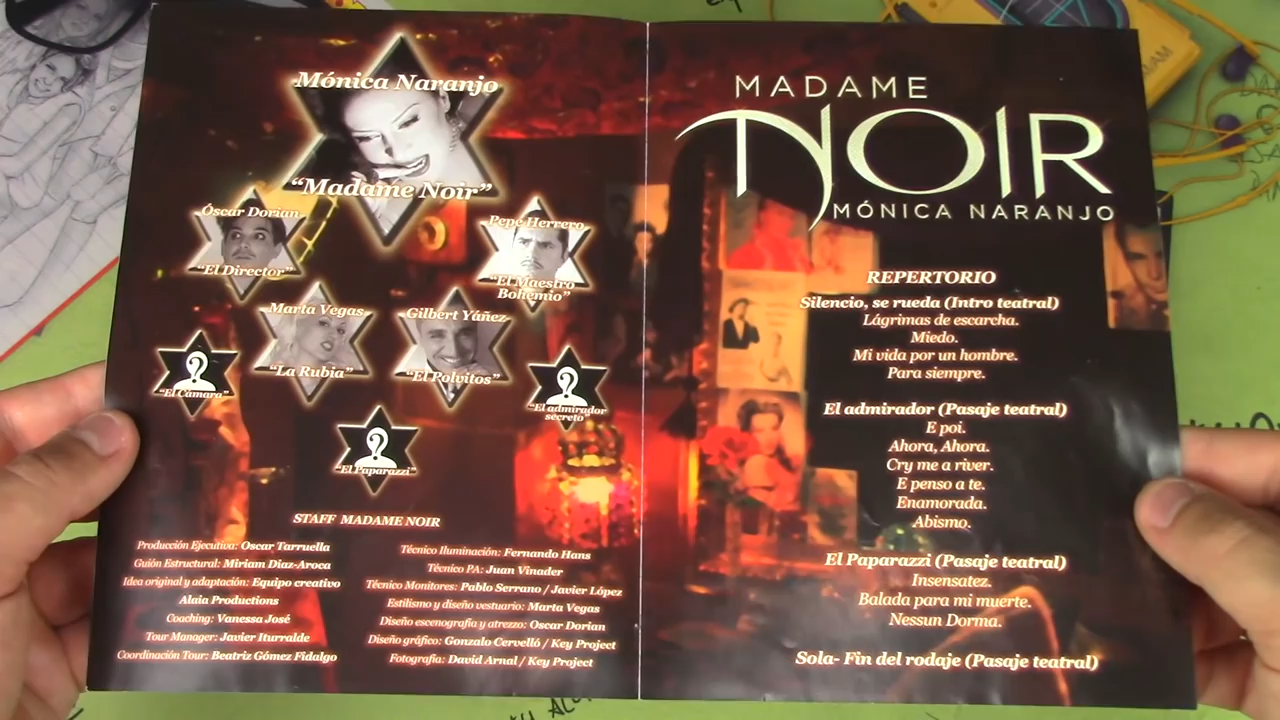 Mónica Naranjo
“Madame Noir”
Óscar Dorian
“El Director”
Pepe Herrero
“El Maestro
Bohemio”
Marta Vegas
“La Rubia”
Gilbert Yáñez
“El Polvitos”
“El Cámara”
“El admirador
secreto”
“El Paparazzi”
STAFF MADAME NOIR
Producción Ejecutiva: Oscar Tarruella
Guión Estructural: Miriam Díaz-Aroca
Idea original y adaptación: Equipo creativo
Alaia Productions
Coaching: Vanessa José
Tour Manager: Javier Iturralde
Coordinación Tour: Beatriz Gómez Fidalgo
Técnico Iluminación: Fernando Hans
Técnico PA: Juan Vinader
Técnico Monitores: Pablo Serrano / Javier López
Estilismo y diseño vestuario: Marta Vegas
Diseño escenografía y atrezzo: Oscar Dorian
Diseño gráfico: Gonzalo Cervelló / Key Project
Fotografía: David Arnal / Key Project
MADAME
NOIR
MÓNICA NARANJO
REPERTORIO
Silencio, se rueda (Intro teatral)
Lágrimas de escarcha.
Miedo.
Mi vida por un hombre.
Para siempre.
El admirador (Pasaje teatral)
E poi.
Ahora, Ahora.
Cry me a river.
E penso a te.
Enamorada.
Abismo.
El Paparazzi (Pasaje teatral)
Insensatez.
Balada para mi muerte.
Nessun Dorma.
Sola- Fin del rodaje (Pasaje teatral)